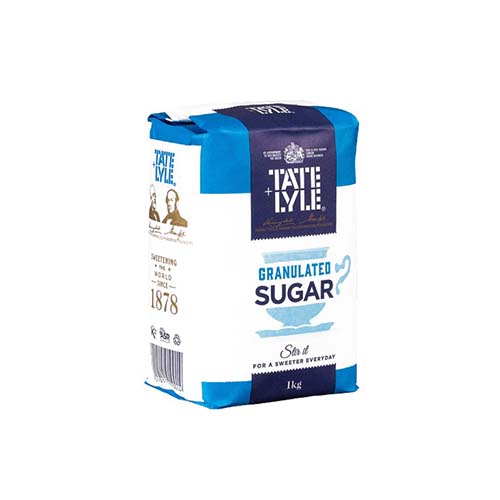 TATE
+LYLE®
GRANULATED
SUGAR
Stir it
FOR A SWEETER EVERYDAY
1kg
TATE
+LYLE®
SWEETENING
THE
WORLD
SINCE
1878